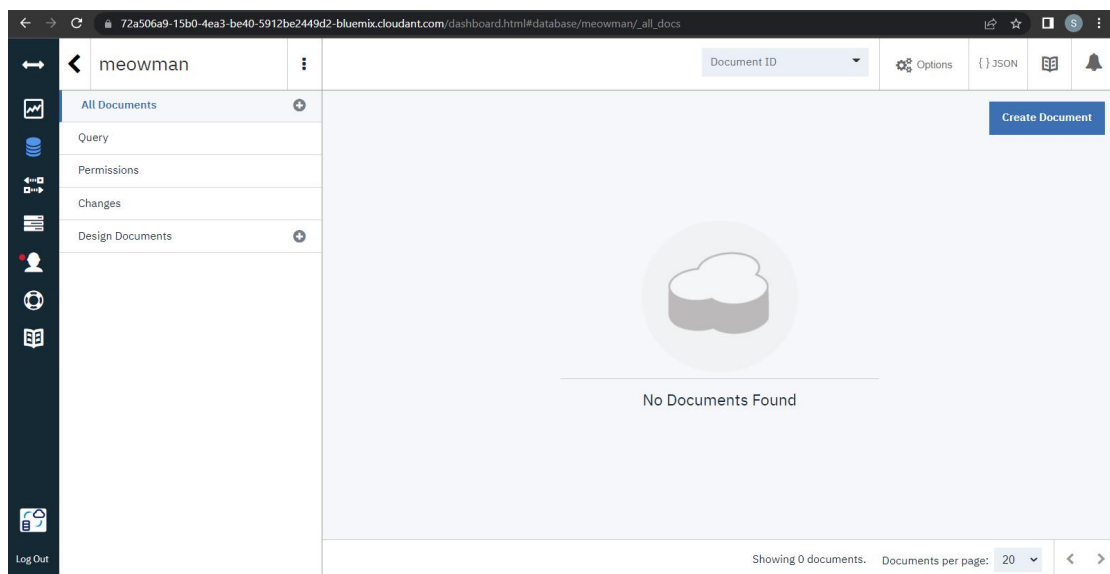 72a506a9-15b0-4ea3-be40-5912be2449d2-bluemix.cloudant.com/dashboard.html#database/meowman/_all_docs
S
meowman
Document ID
Options
{ } JSON
All Documents
Create Document
Query
Permissions
Changes
Design Documents
No Documents Found
Log Out
Showing 0 documents.
Documents per page: 20